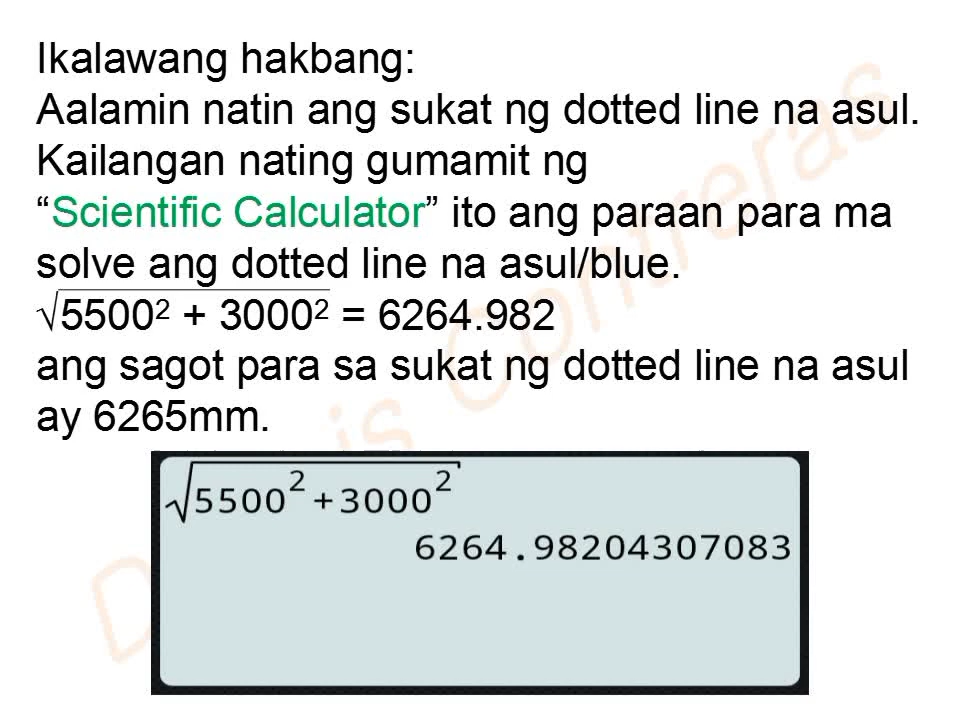 Ikalawang hakbang:
Aalamin natin ang sukat ng dotted line na asul.
Kailangan nating gumamit ng
“Scientific Calculator” ito ang paraan para ma
solve ang dotted line na asul/blue.
√5500² + 3000² = 6264.982
ang sagot para sa sukat ng dotted line na asul
ay 6265mm.
√5500²+3000²
6264.98204307083